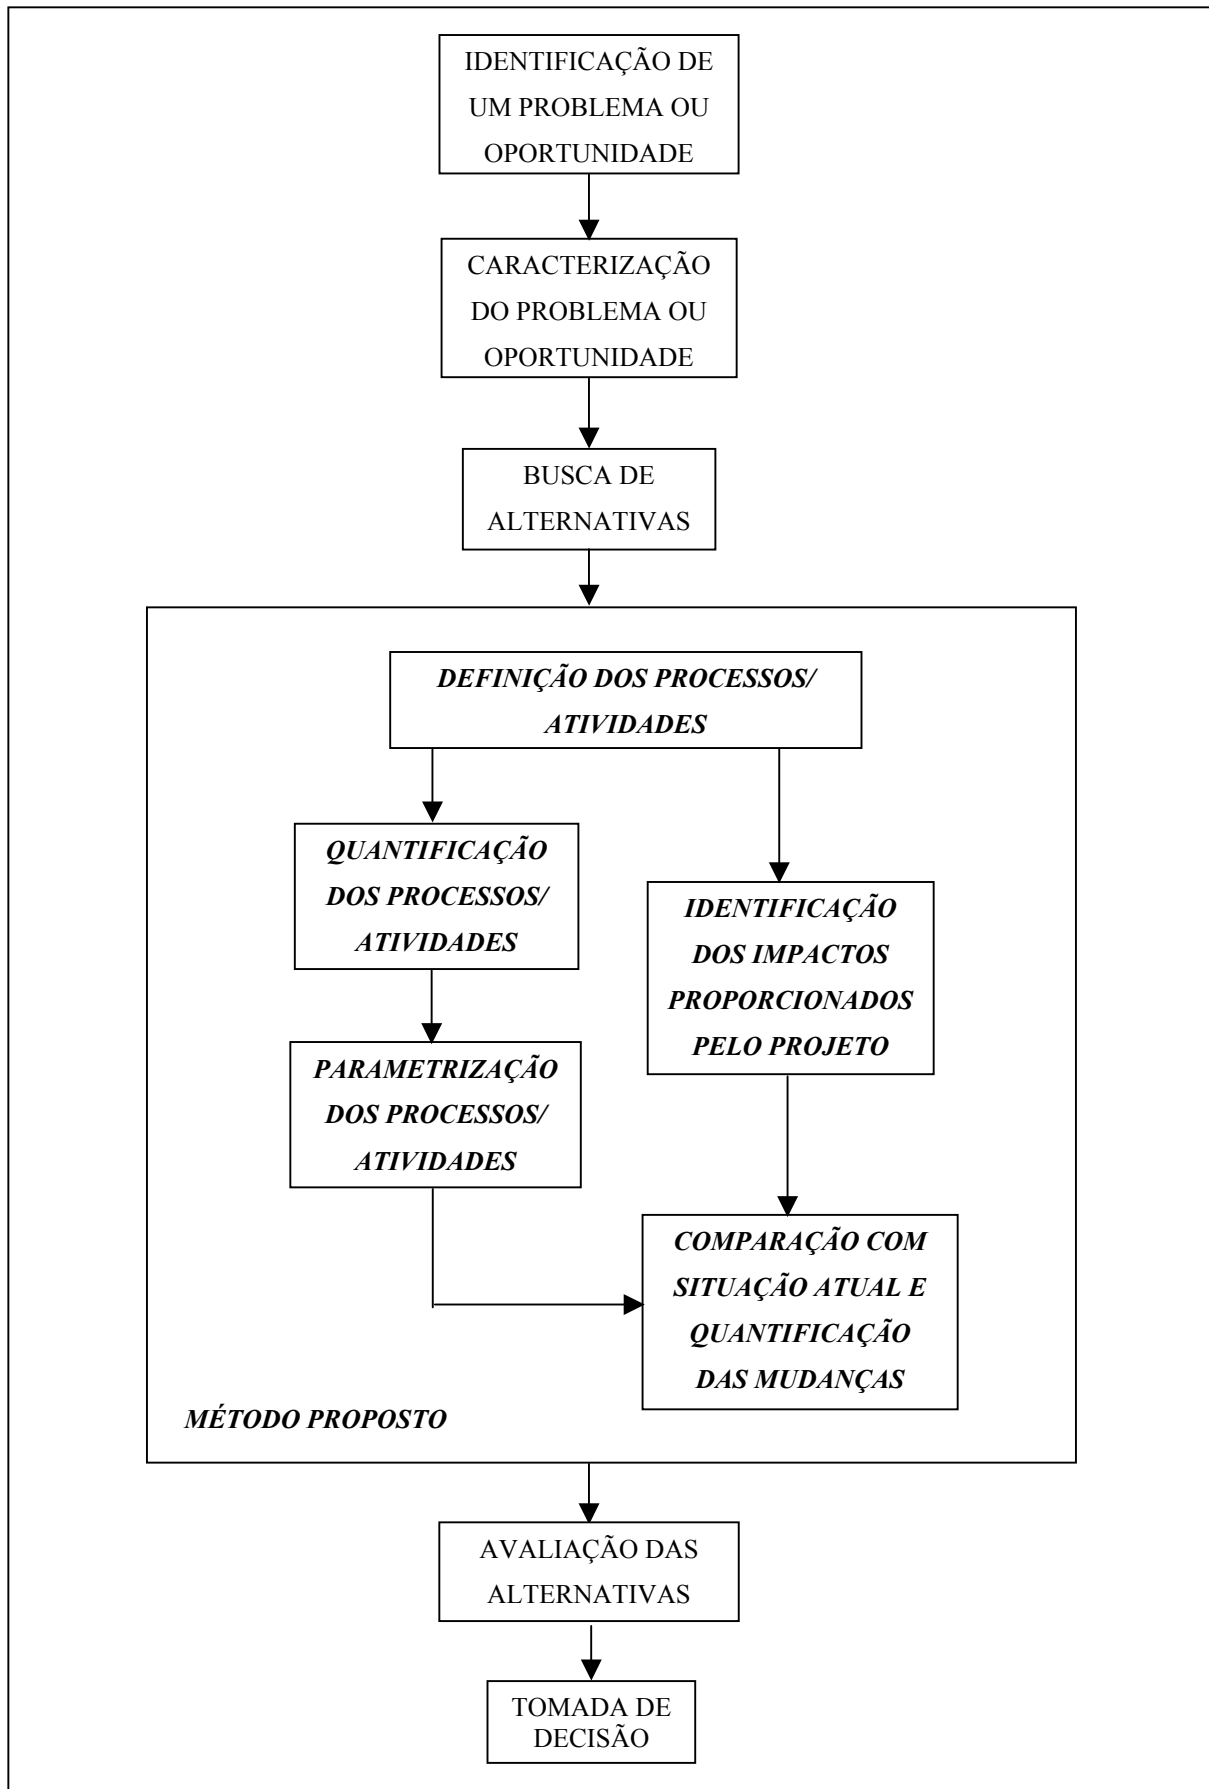 IDENTIFICAÇÃO DE
UM PROBLEMA OU
OPORTUNIDADE
CARACTERIZAÇÃO
DO PROBLEMA OU
OPORTUNIDADE
BUSCA DE
ALTERNATIVAS
DEFINIÇÃO DOS PROCESSOS/
ATIVIDADES
QUANTIFICAÇÃO
DOS PROCESSOS/
ATIVIDADES
PARAMETRIZAÇÃO
DOS PROCESSOS/
ATIVIDADES
IDENTIFICAÇÃO
DOS IMPACTOS
PROPORCIONADOS
PELO PROJETO
COMPARAÇÃO COM
SITUAÇÃO ATUAL E
QUANTIFICAÇÃO
DAS MUDANÇAS
MÉTODO PROPOSTO
AVALIAÇÃO DAS
ALTERNATIVAS
TOMADA DE
DECISÃO